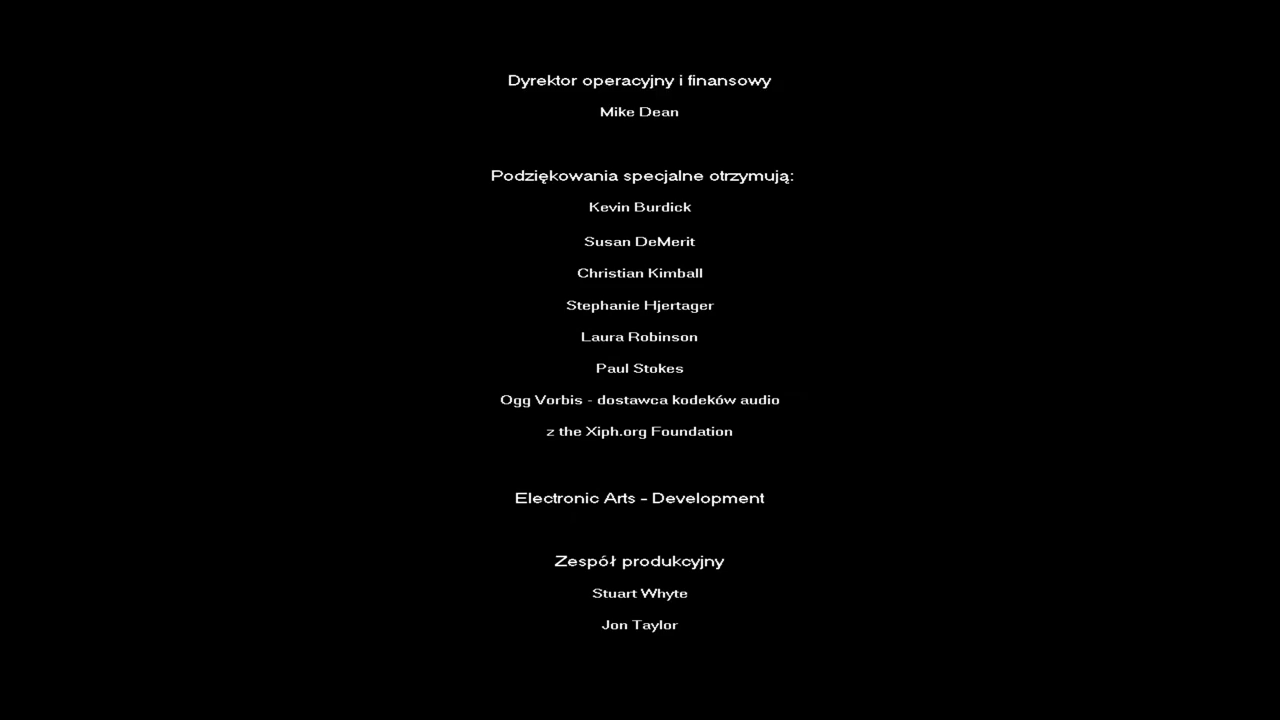 Dyrektor operacyjny i finansowy
Mike Dean
Podziękowania specjalne otrzymują:
Kevin Burdick
Susan DeMerit
Christian Kimball
Stephanie Hjertager
Laura Robinson
Paul Stokes
Ogg Vorbis - dostawca kodeków audio
z the Xiph.org Foundation
Electronic Arts - Development
Zespół produkcyjny
Stuart Whyte
Jon Taylor